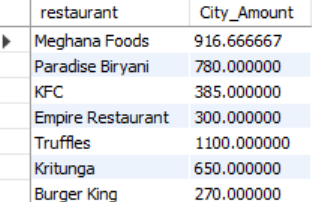 restaurant City_Amount
Meghana Foods 916.666667
Paradise Biryani 780.000000
KFC 385.000000
Empire Restaurant 300.000000
Truffles 1100.000000
Kritunga 650.000000
Burger King 270.000000